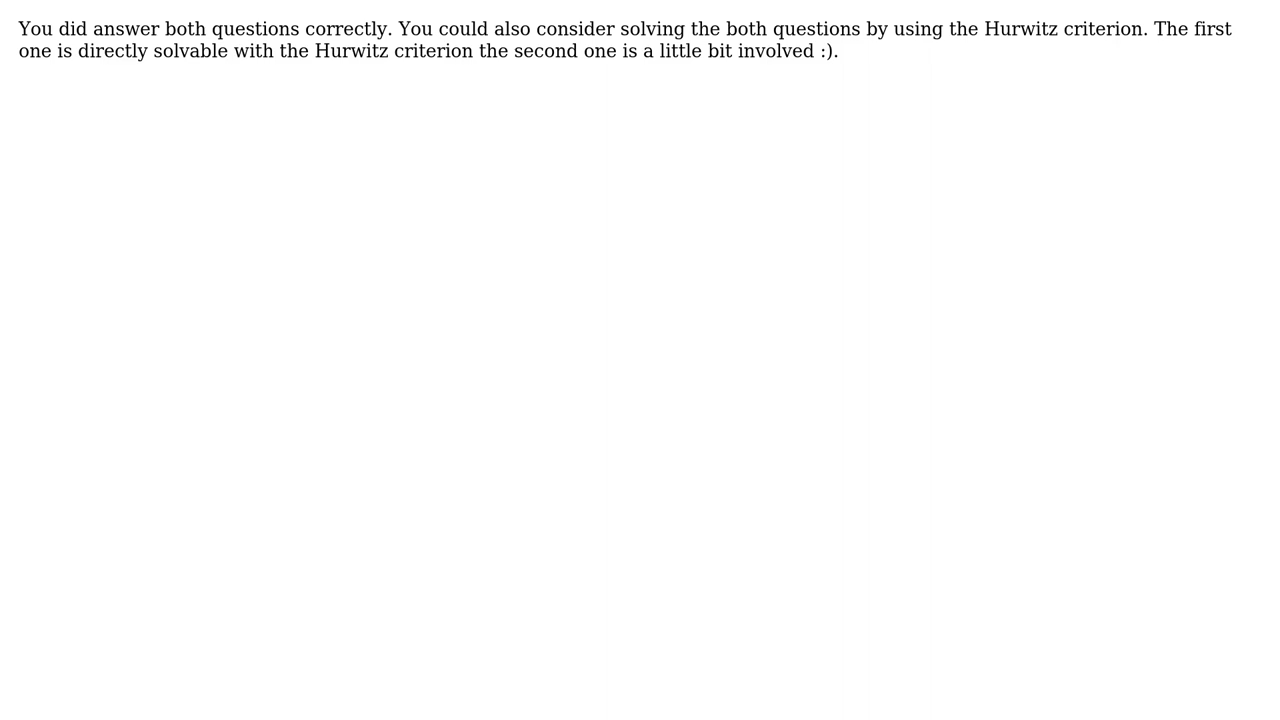 You did answer both questions correctly. You could also consider solving the both questions by using the Hurwitz criterion. The first
one is directly solvable with the Hurwitz criterion the second one is a little bit involved :).